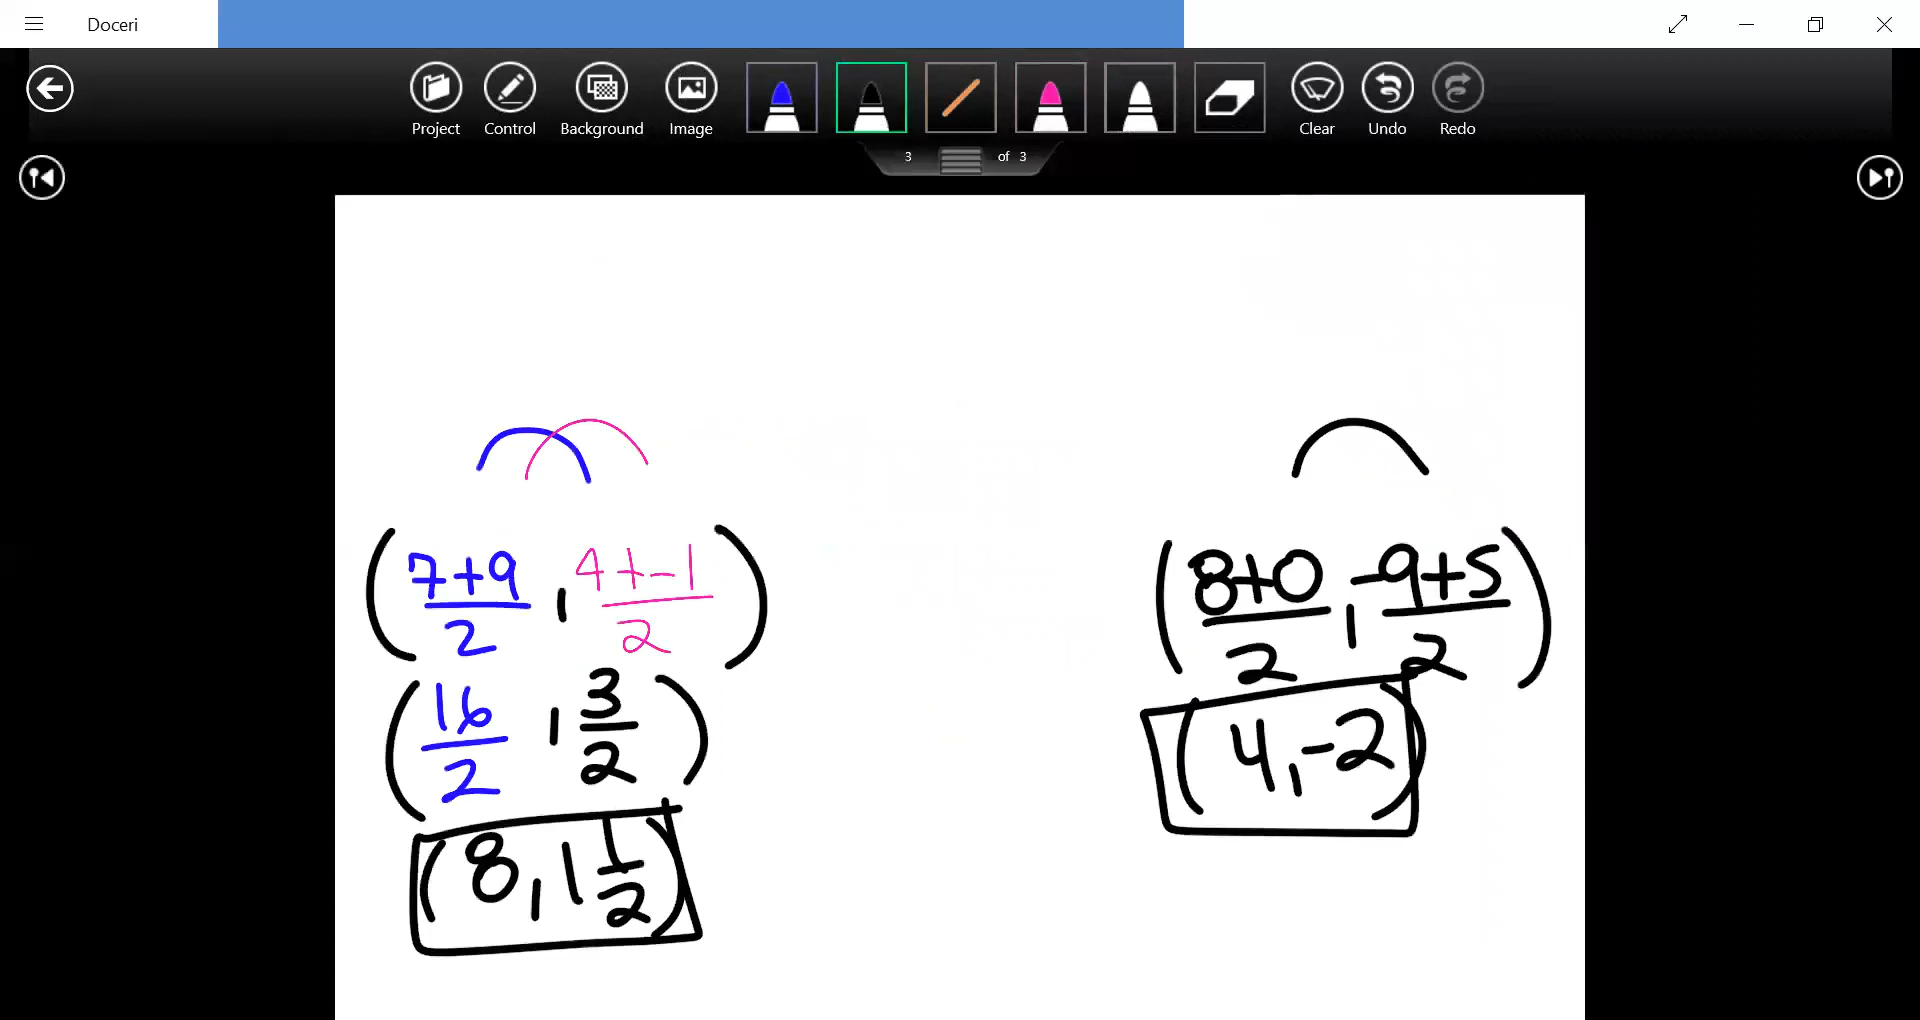 Doceri
Project Control Background Image Clear Undo Redo
3 of 3
(7+9/2, 4+-1/2)
(16/2, 3/2)
(8, 1 1/2)
(8+0/2, -9+5/2)
(4, -2)